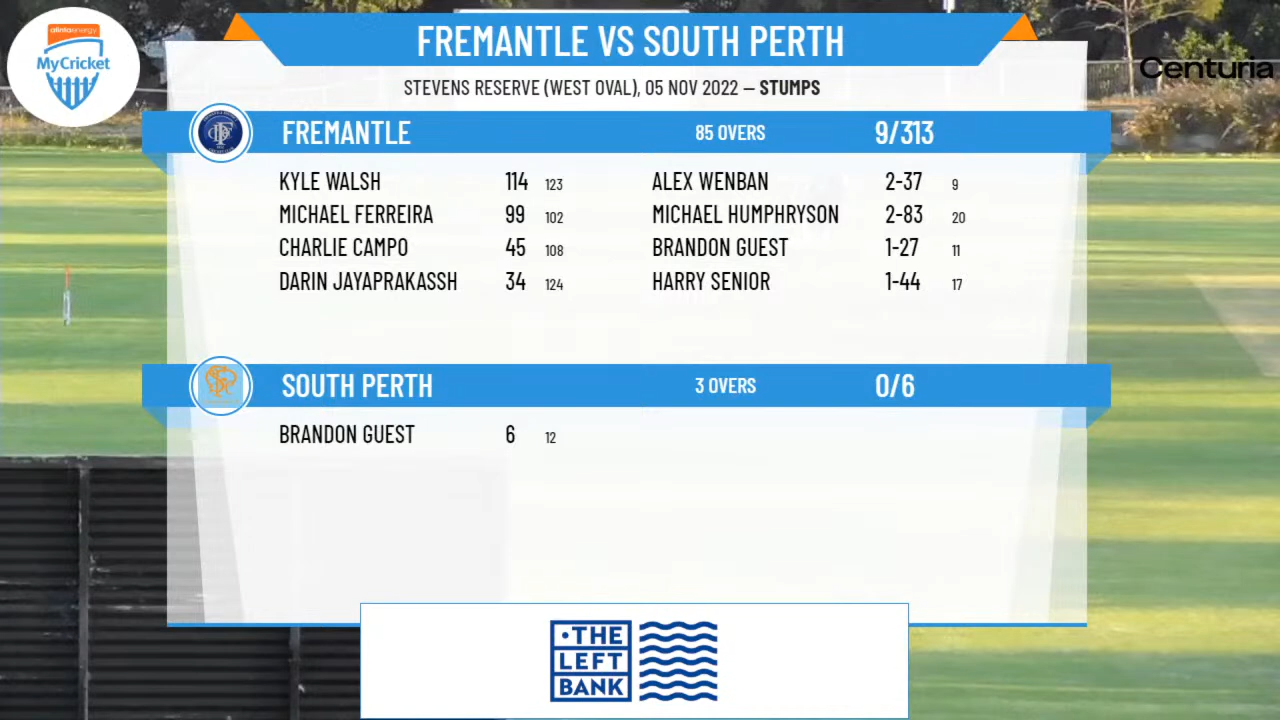 alintaenergy
MyCricket
FREMANTLE VS SOUTH PERTH
Centuria
STEVENS RESERVE (WEST OVAL), 05 NOV 2022 – STUMPS
FREMANTLE 85 OVERS 9/313
KYLE WALSH 114 123 ALEX WENBAN 2-37 9
MICHAEL FERREIRA 99 102 MICHAEL HUMPHRYSON 2-83 20
CHARLIE CAMPO 45 108 BRANDON GUEST 1-27 11
DARIN JAYAPRAKASSH 34 124 HARRY SENIOR 1-44 17
SOUTH PERTH 3 OVERS 0/6
BRANDON GUEST 6 12
·THE
LEFT
BANK